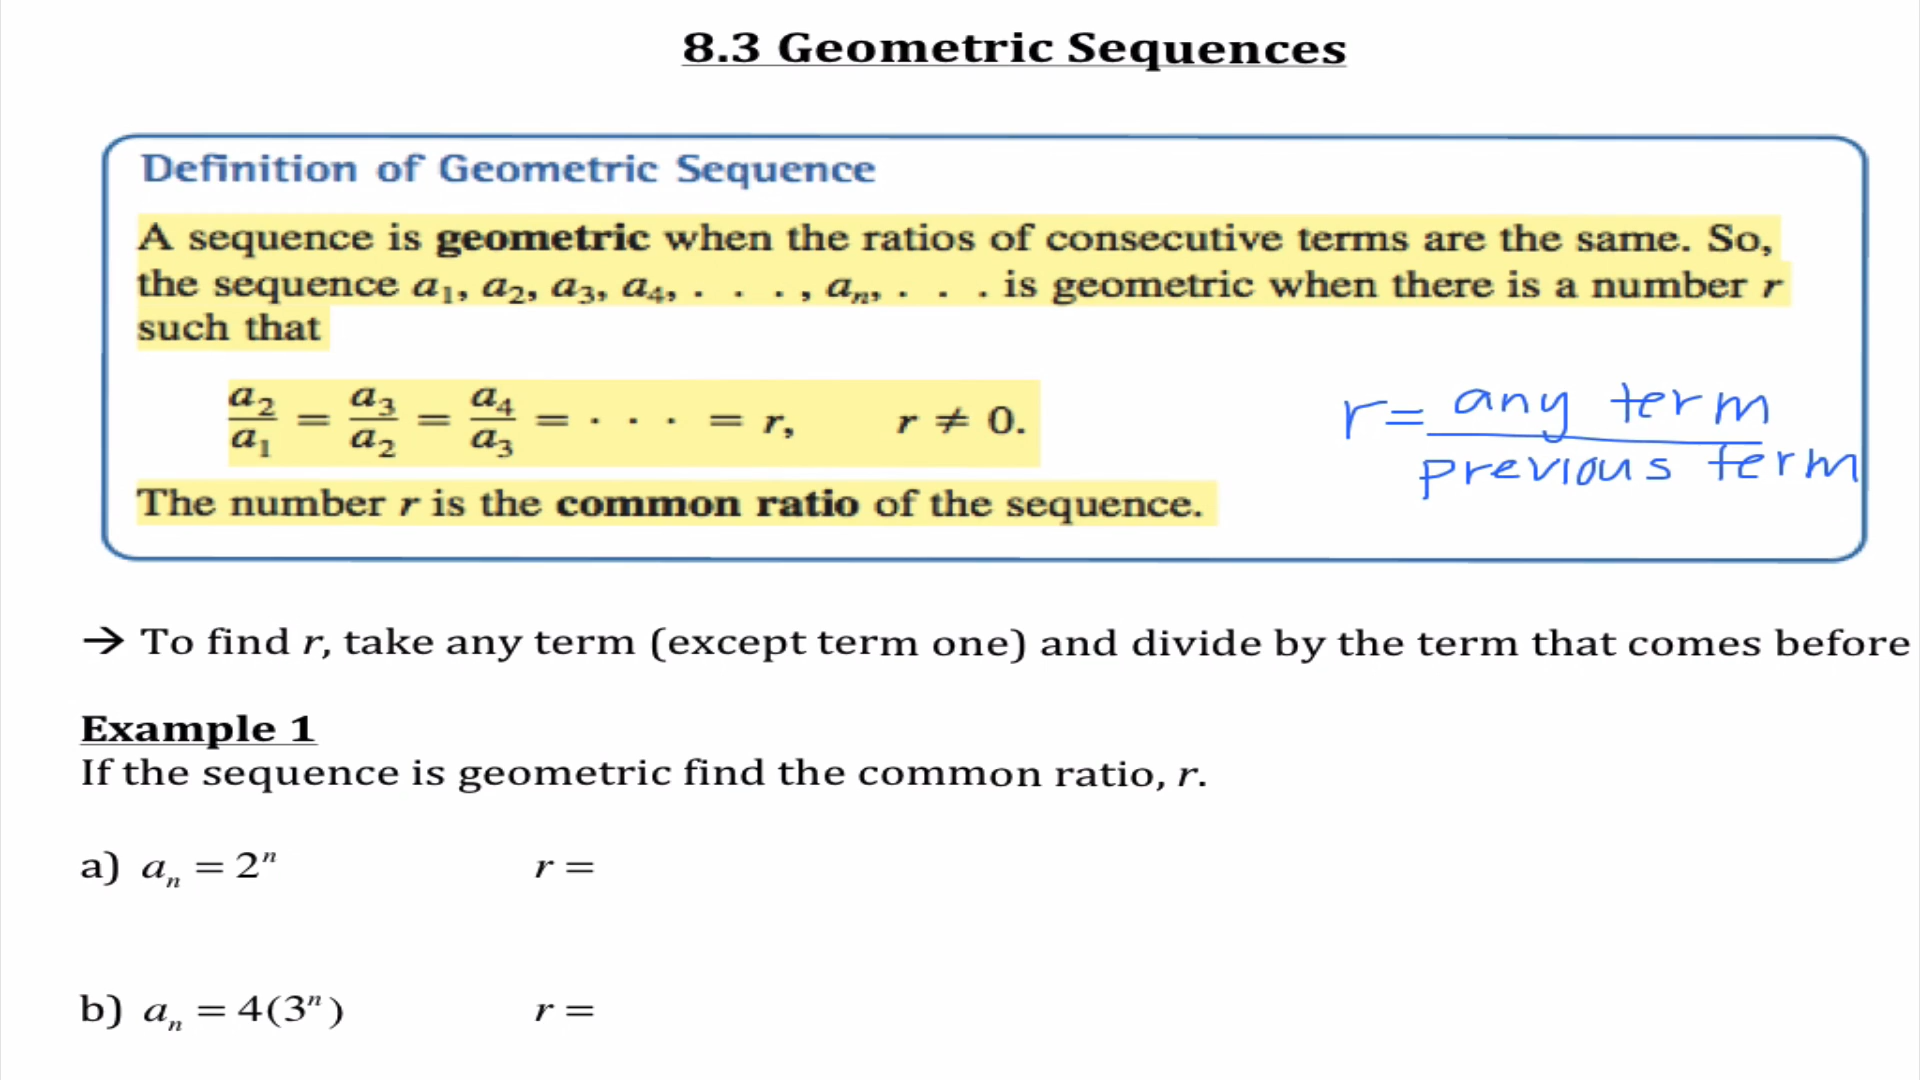 8.3 Geometric Sequences
Definition of Geometric Sequence
A sequence is geometric when the ratios of consecutive terms are the same. So,
the sequence a₁, a₂, a₃, a₄, . . . , aₙ, . . . is geometric when there is a number r
such that
a₂/a₁ = a₃/a₂ = a₄/a₃ = · · · = r, r ≠ 0.
r = any term / previous term
The number r is the common ratio of the sequence.
→ To find r, take any term (except term one) and divide by the term that comes before
Example 1
If the sequence is geometric find the common ratio, r.
a) aₙ = 2ⁿ r =
b) aₙ = 4(3ⁿ) r =